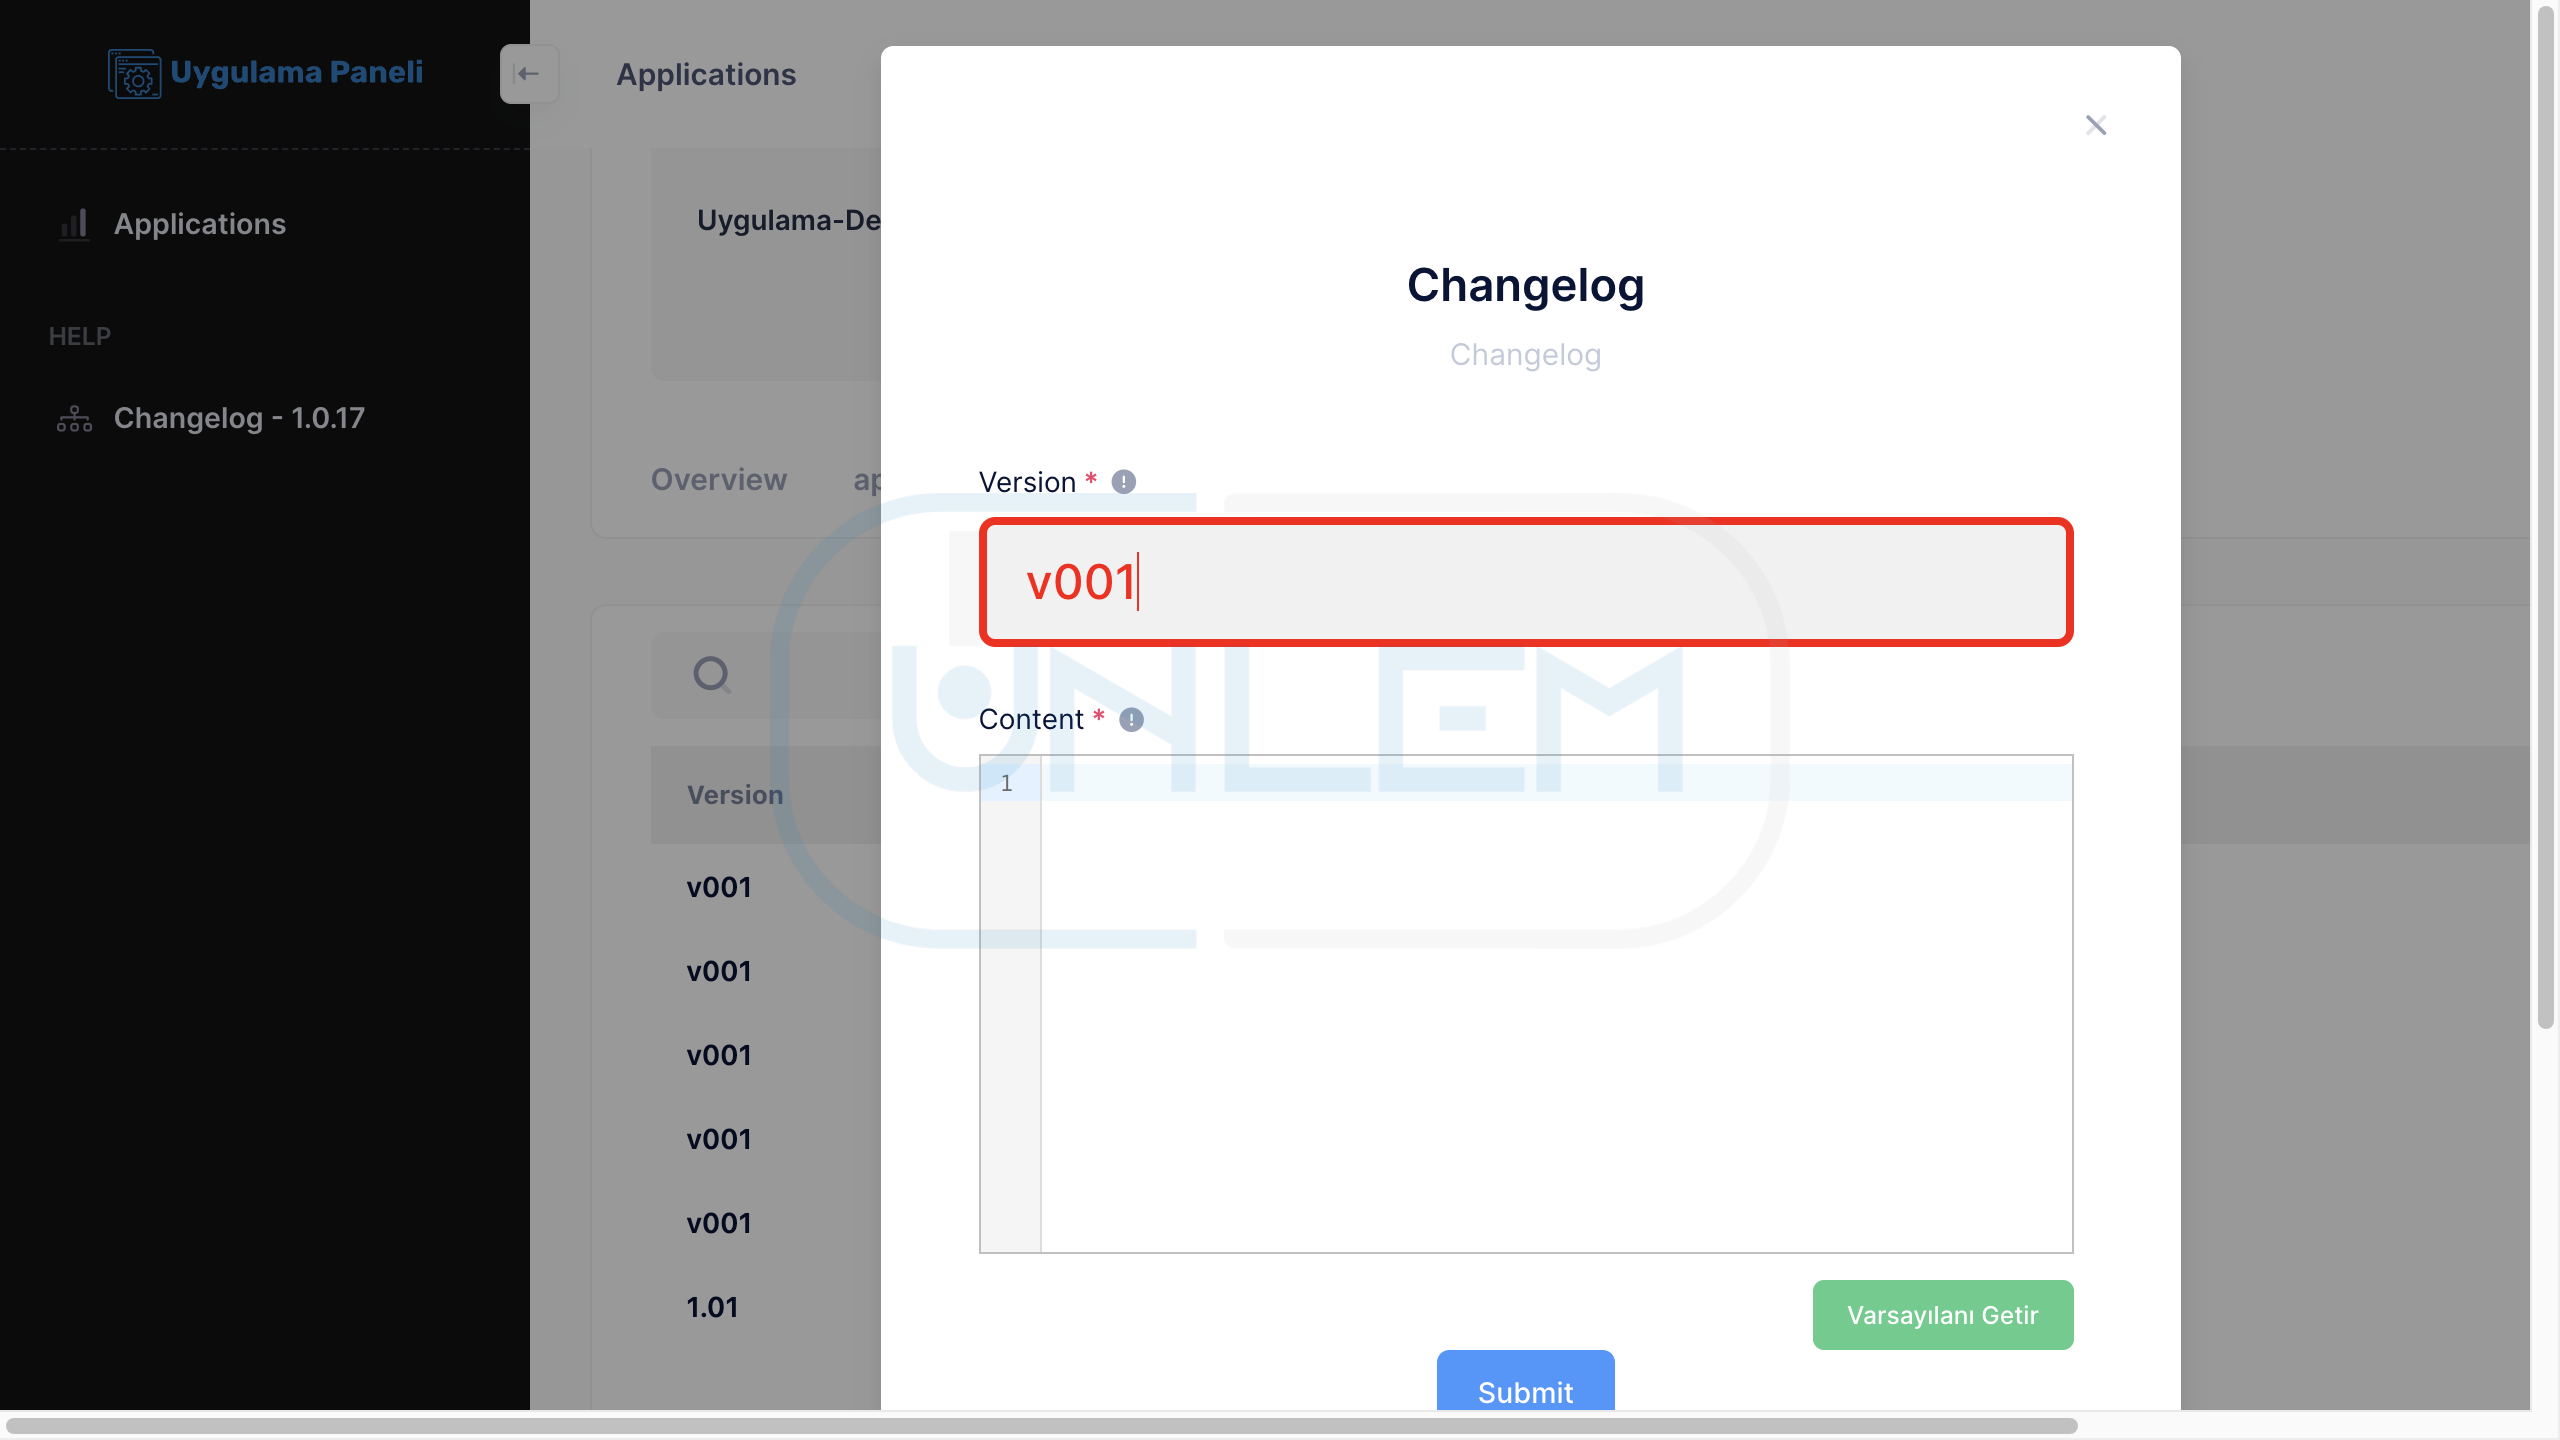 Uygulama Paneli
Applications
HELP
Changelog - 1.0.17
Applications
Uygulama-De
Overview
ap
Version
v001
v001
v001
v001
v001
1.01
Changelog
Changelog
Version *
v001
Content *
1
Varsayılanı Getir
Submit
UNLEM